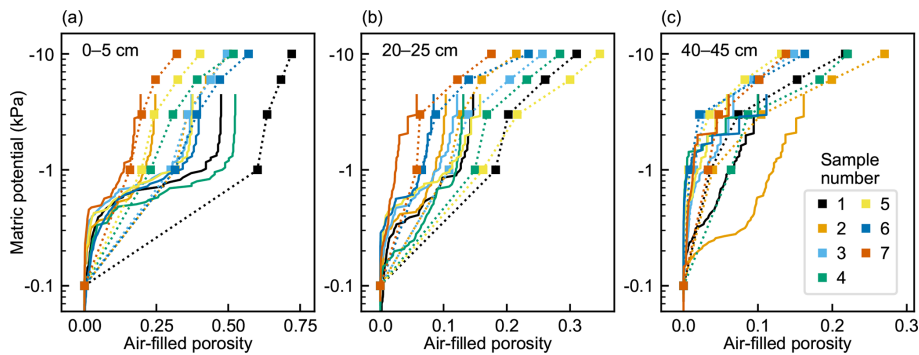 (a)
(b)
(c)
0–5 cm
20–25 cm
40–45 cm
Matric potential (kPa)
-10
-1
-0.1
-10
-1
-0.1
-10
-1
-0.1
0.00
0.25
0.50
0.75
0.0
0.1
0.2
0.3
0.0
0.1
0.2
0.3
Air-filled porosity
Air-filled porosity
Air-filled porosity
Sample
number
1
5
2
6
3
7
4